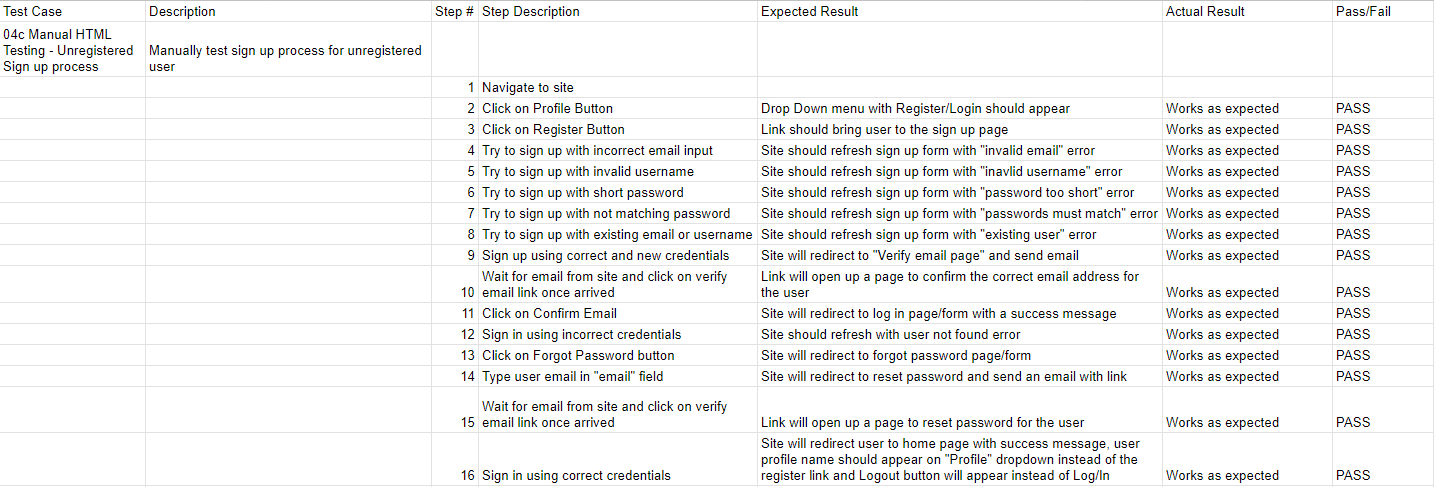 Test Case Description Step # Step Description Expected Result Actual Result Pass/Fail
04c Manual HTML
Testing - Unregistered
Sign up process
Manually test sign up process for unregistered
user
1 Navigate to site
2 Click on Profile Button Drop Down menu with Register/Login should appear Works as expected PASS
3 Click on Register Button Link should bring user to the sign up page Works as expected PASS
4 Try to sign up with incorrect email input Site should refresh sign up form with "invalid email" error Works as expected PASS
5 Try to sign up with invalid username Site should refresh sign up form with "inavlid username" error Works as expected PASS
6 Try to sign up with short password Site should refresh sign up form with "password too short" error Works as expected PASS
7 Try to sign up with not matching password Site should refresh sign up form with "passwords must match" error Works as expected PASS
8 Try to sign up with existing email or username Site should refresh sign up form with "existing user" error Works as expected PASS
9 Sign up using correct and new credentials Site will redirect to "Verify email page" and send email Works as expected PASS
10 Wait for email from site and click on verify
email link once arrived
Link will open up a page to confirm the correct email address for
the user
Works as expected PASS
11 Click on Confirm Email Site will redirect to log in page/form with a success message Works as expected PASS
12 Sign in using incorrect credentials Site should refresh with user not found error Works as expected PASS
13 Click on Forgot Password button Site will redirect to forgot password page/form Works as expected PASS
14 Type user email in "email" field Site will redirect to reset password and send an email with link Works as expected PASS
15 Wait for email from site and click on verify
email link once arrived
Link will open up a page to reset password for the user Works as expected PASS
16 Sign in using correct credentials
Site will redirect user to home page with success message, user
profile name should appear on "Profile" dropdown instead of the
register link and Logout button will appear instead of Log/In
Works as expected PASS